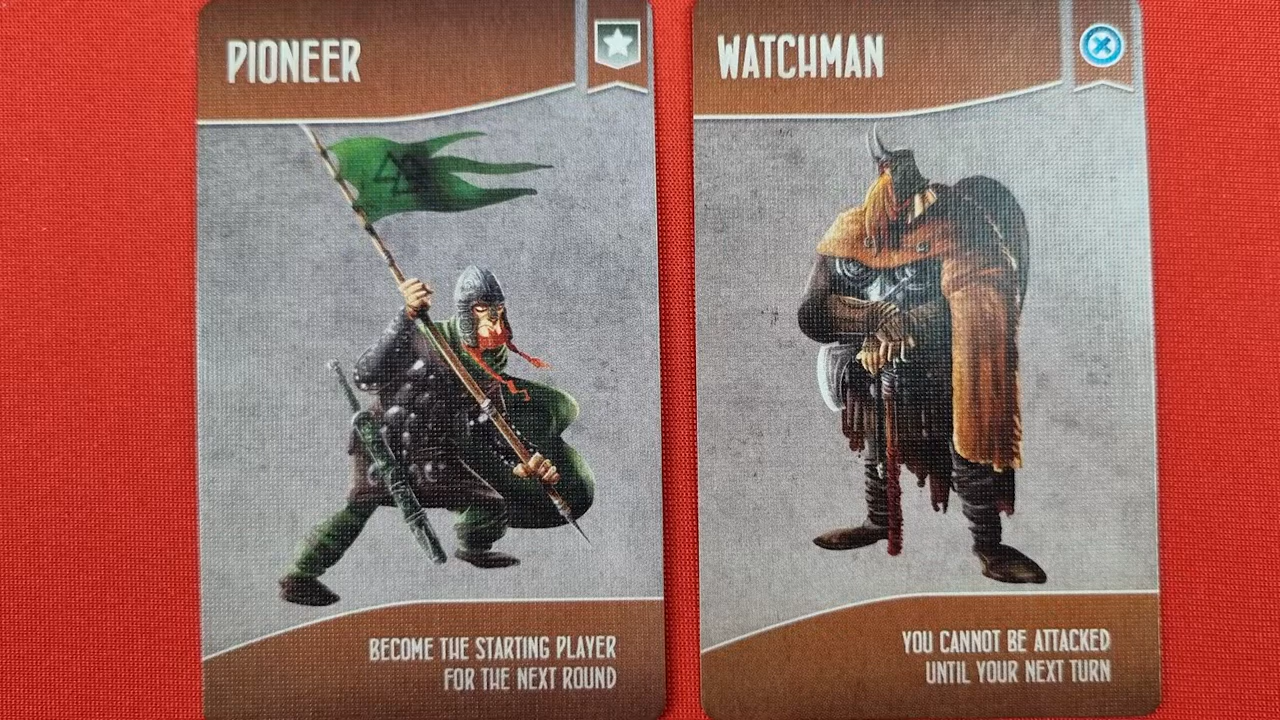 PIONEER
BECOME THE STARTING PLAYER
FOR THE NEXT ROUND
WATCHMAN
YOU CANNOT BE ATTACKED
UNTIL YOUR NEXT TURN